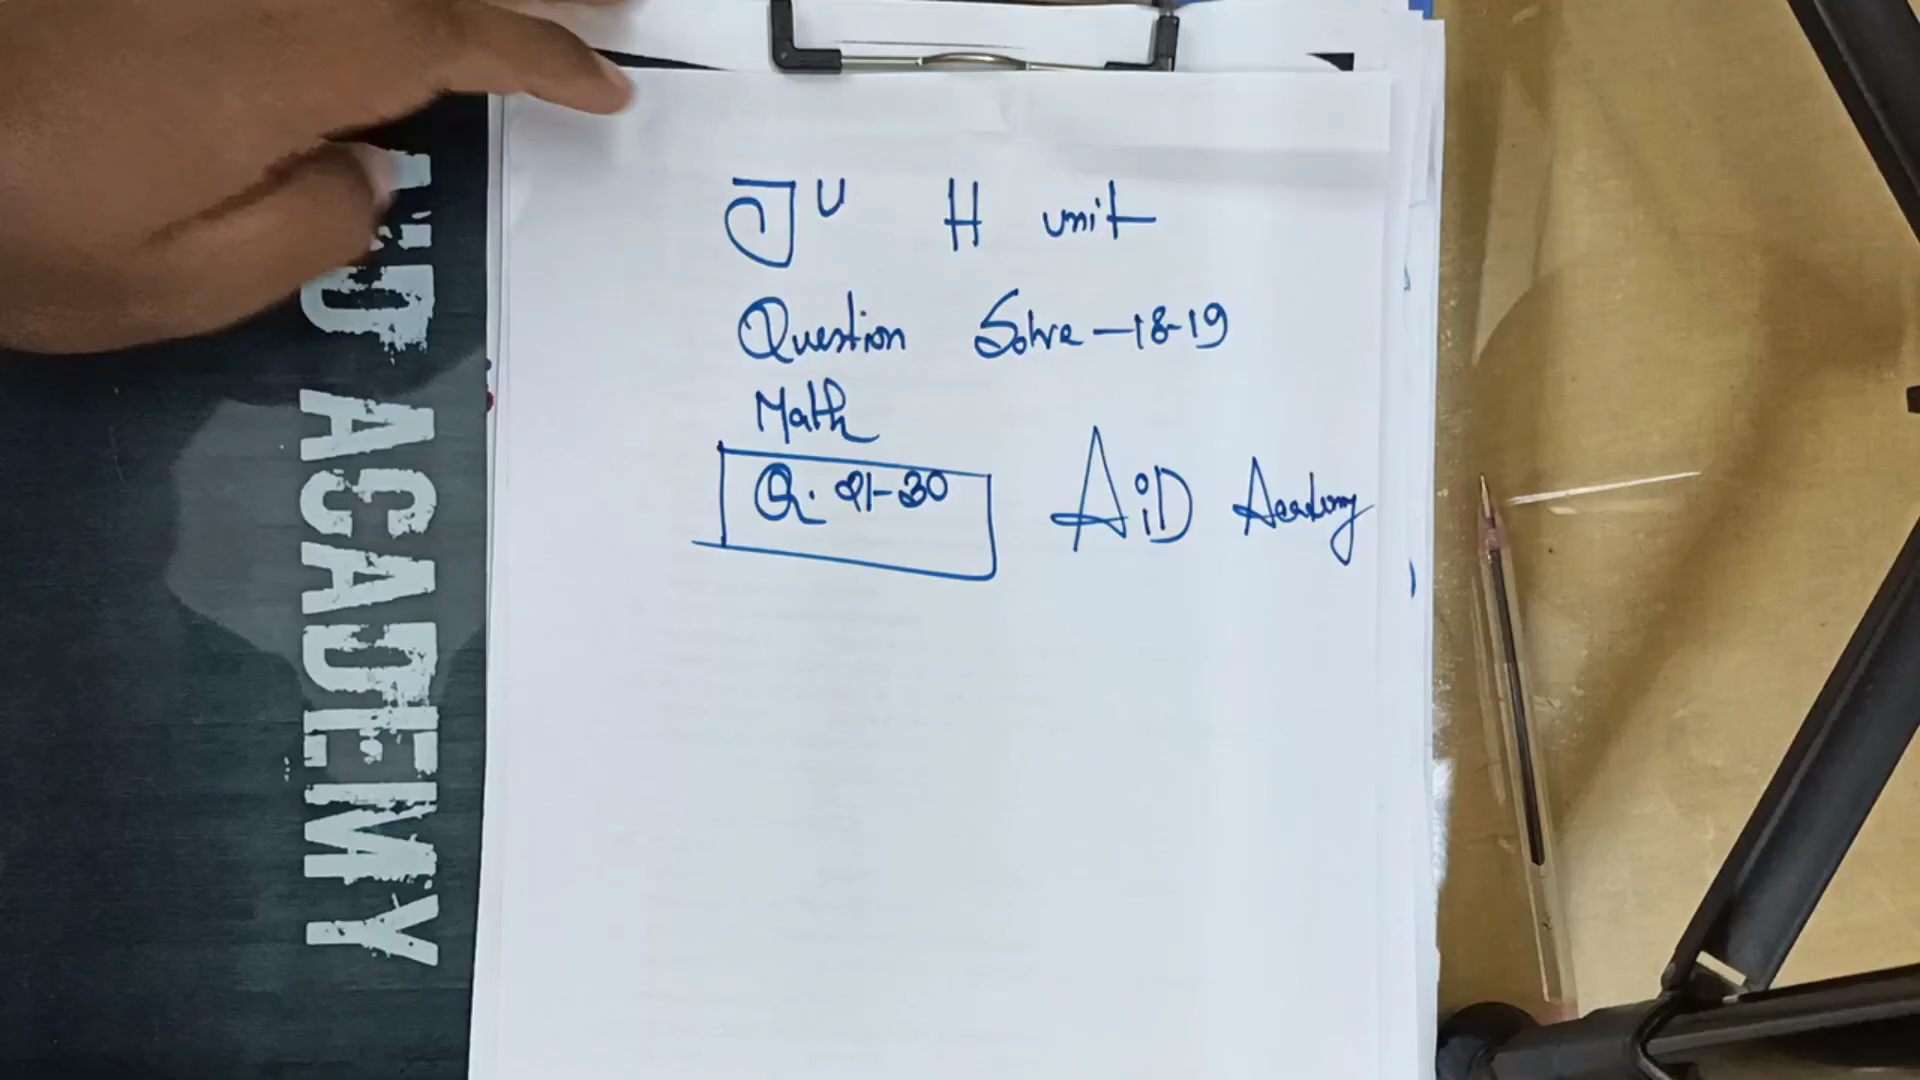 JU H unit
Question Solve-18-19
Math
Q. 21-30
AiD Academy
ACADEMY